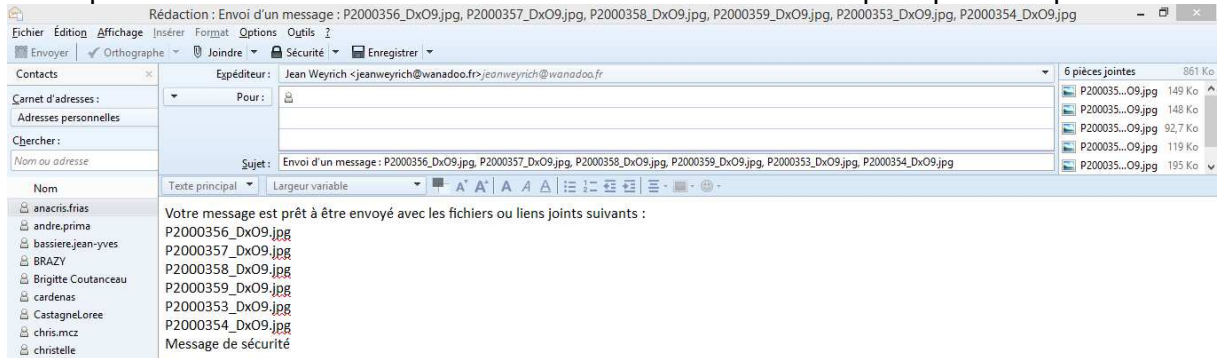 Rédaction : Envoi d'un message : P2000356_DxO9.jpg, P2000357_DxO9.jpg, P2000358_DxO9.jpg, P2000359_DxO9.jpg, P2000353_DxO9.jpg, P2000354_DxO9.jpg
Fichier Edition Affichage Insérer Format Options Outils ?
Envoyer Orthographe Joindre Sécurité Enregistrer
Contacts
Carnet d'adresses :
Adresses personnelles
Chercher :
Nom ou adresse
Nom
anacris.frias
andre.prima
bassiere.jean-yves
BRAZY
Brigitte Coutanceau
cardenas
CastagneLoree
chris.mcz
christelle
Expéditeur : Jean Weyrich <jeanweyrich@wanadoo.fr> jeanweyrich@wanadoo.fr
Pour :
Sujet : Envoi d'un message : P2000356_DxO9.jpg, P2000357_DxO9.jpg, P2000358_DxO9.jpg, P2000359_DxO9.jpg, P2000353_DxO9.jpg, P2000354_DxO9.jpg
6 pièces jointes 861 Ko
P200035...O9.jpg 149 Ko
P200035...O9.jpg 148 Ko
P200035...O9.jpg 92,7 Ko
P200035...O9.jpg 119 Ko
P200035...O9.jpg 195 Ko
Texte principal Largeur variable
Votre message est prêt à être envoyé avec les fichiers ou liens joints suivants :
P2000356_DxO9.jpg
P2000357_DxO9.jpg
P2000358_DxO9.jpg
P2000359_DxO9.jpg
P2000353_DxO9.jpg
P2000354_DxO9.jpg
Message de sécurité